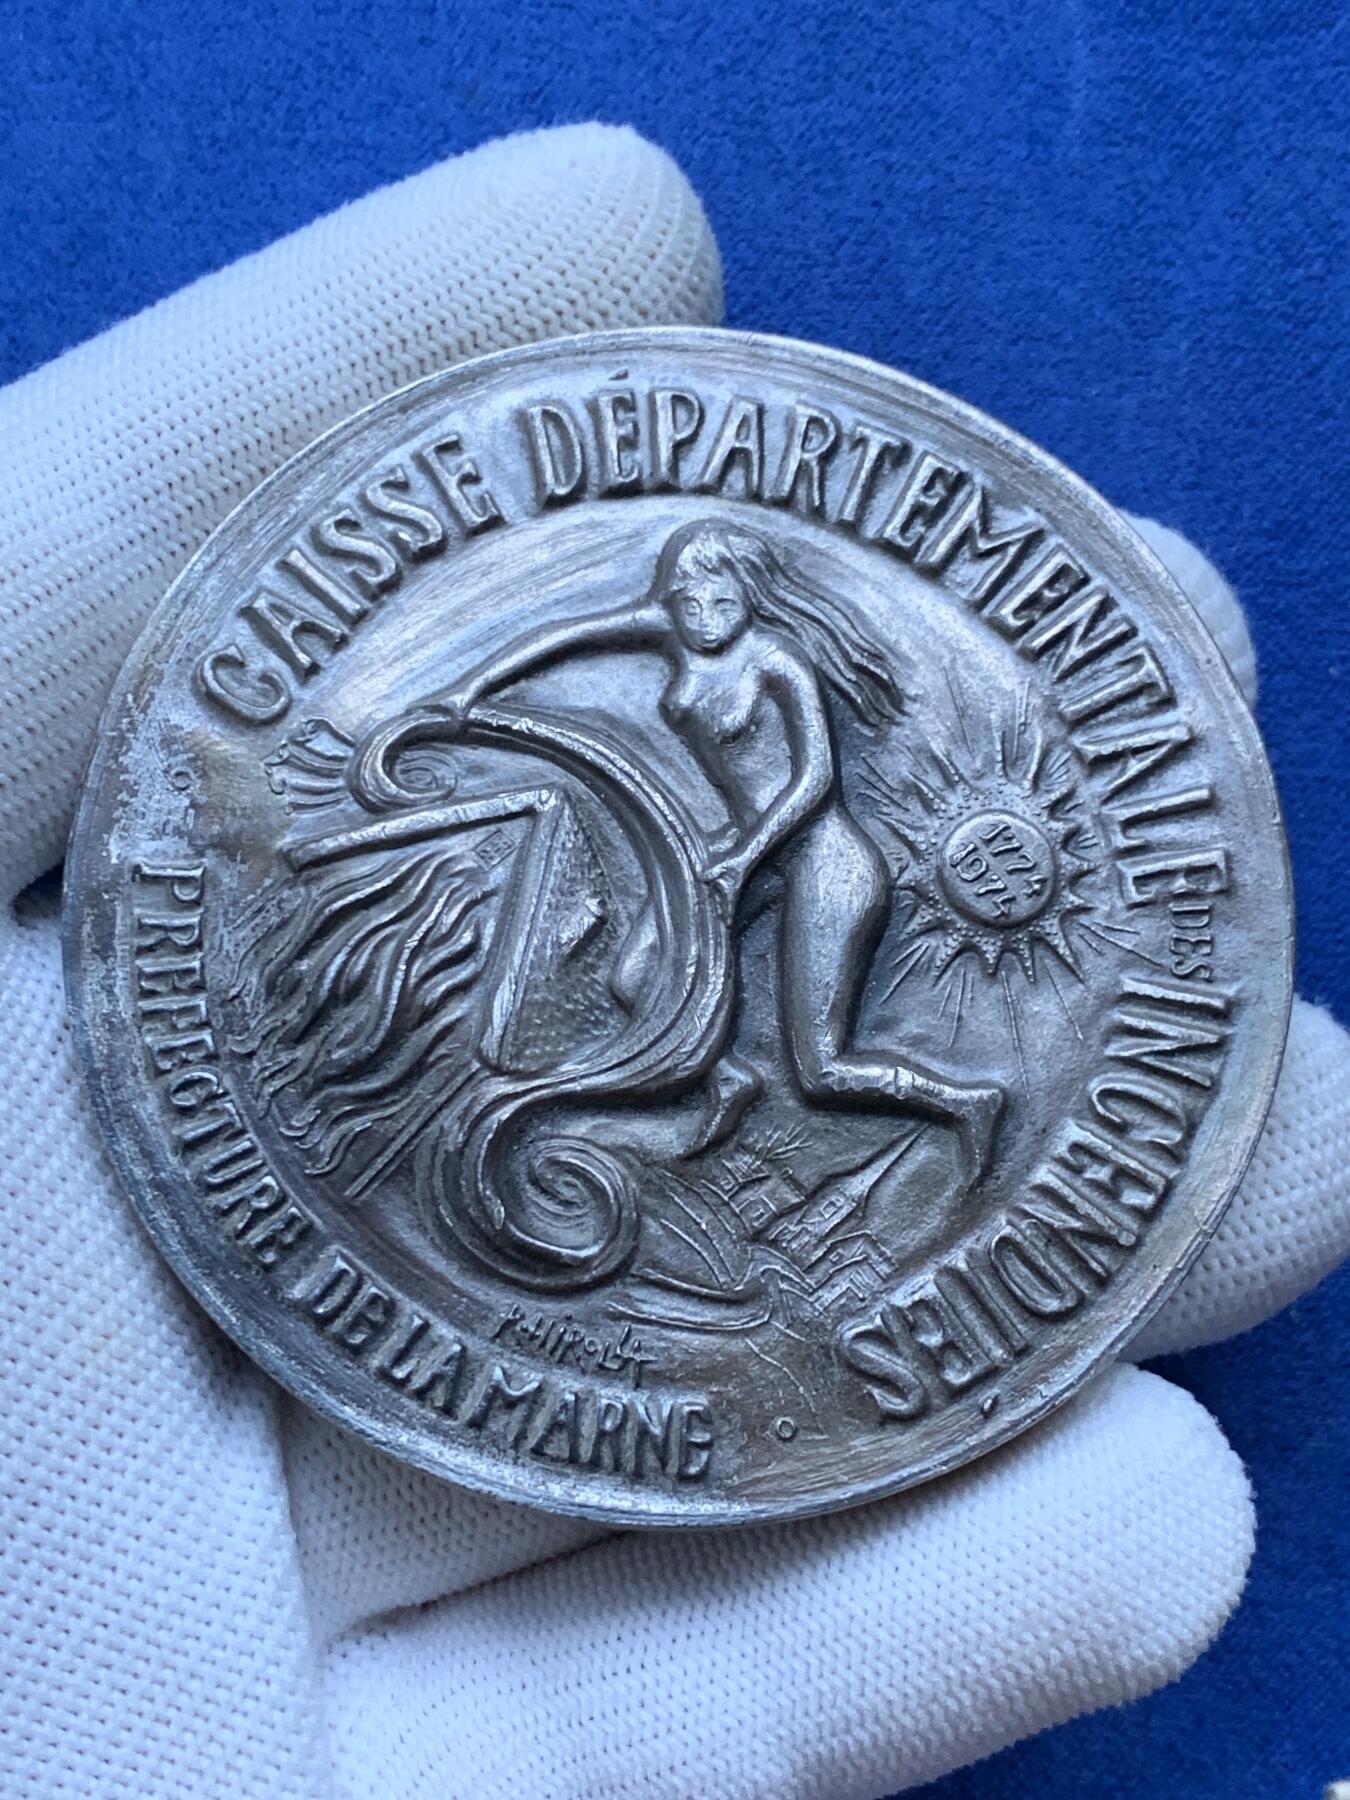 CAISSE DÉPARTEMENTALE DES INCENDIES
PREFECTURE DE LA MARNE
1774
1974